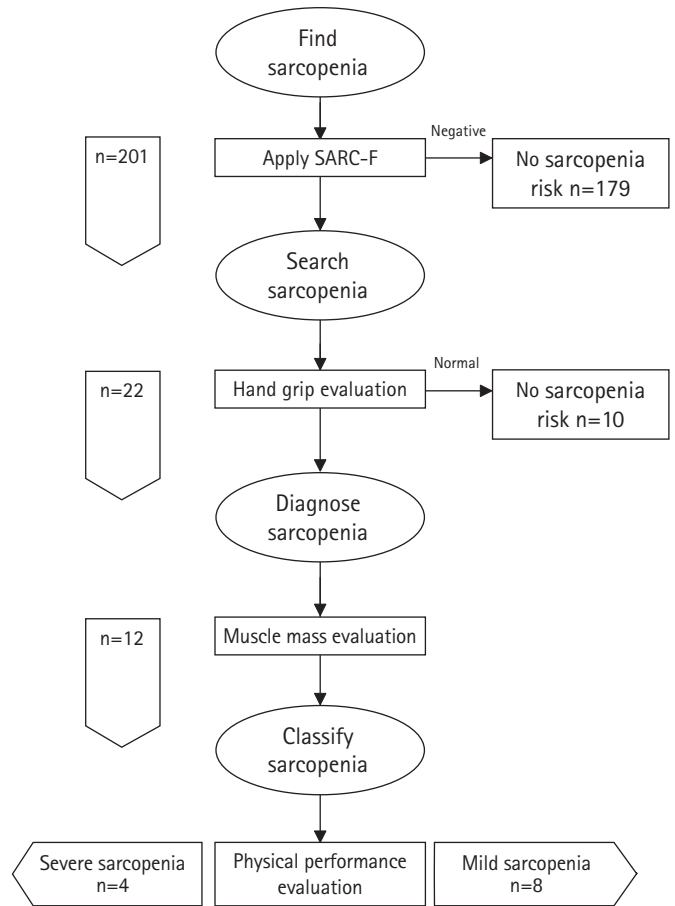 Find
sarcopenia
n=201
Apply SARC-F
Negative
No sarcopenia
risk n=179
Search
sarcopenia
n=22
Hand grip evaluation
Normal
No sarcopenia
risk n=10
Diagnose
sarcopenia
n=12
Muscle mass evaluation
Classify
sarcopenia
Severe sarcopenia
n=4
Physical performance
evaluation
Mild sarcopenia
n=8